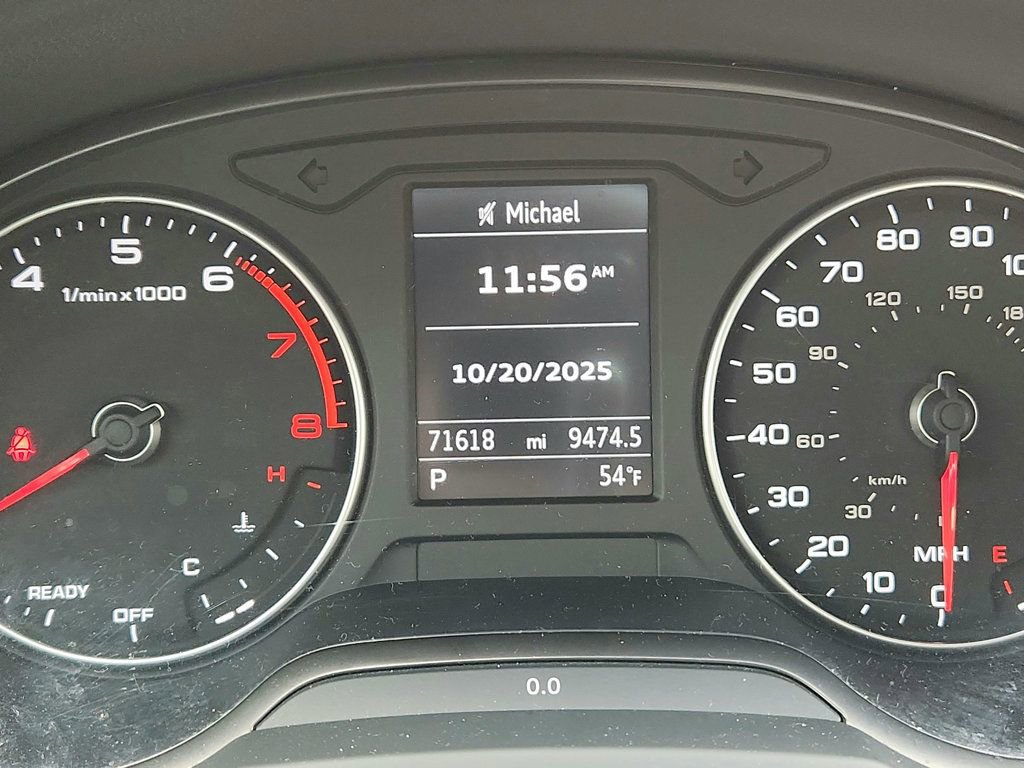 Michael
11:56 AM
10/20/2025
71618 mi 9474.5
P 54°F
4 5 6 7 8
1/min x 1000
H
C
READY
OFF
10 20 30 40 50 60 70 80 90
30 60 90 120 150
km/h
MPH
0
E
0.0